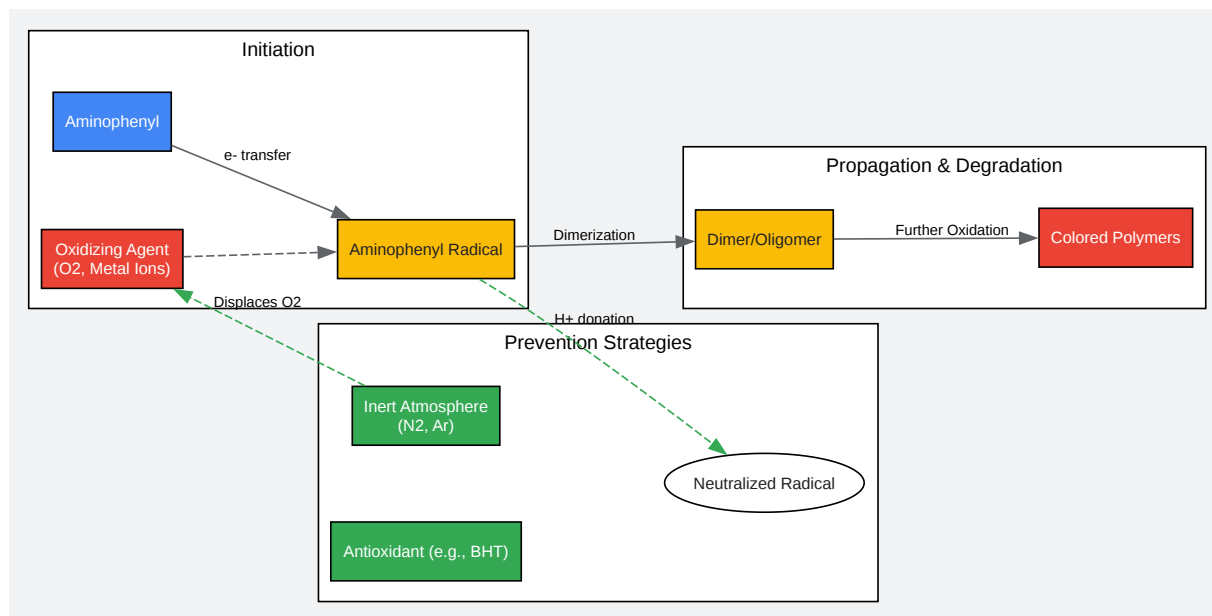 Initiation
Aminophenyl
e- transfer
Oxidizing Agent
(O2, Metal Ions)
Aminophenyl Radical
Dimerization
Propagation & Degradation
Dimer/Oligomer
Further Oxidation
Colored Polymers
Displaces O2
H+ donation
Prevention Strategies
Inert Atmosphere
(N2, Ar)
Neutralized Radical
Antioxidant (e.g., BHT)